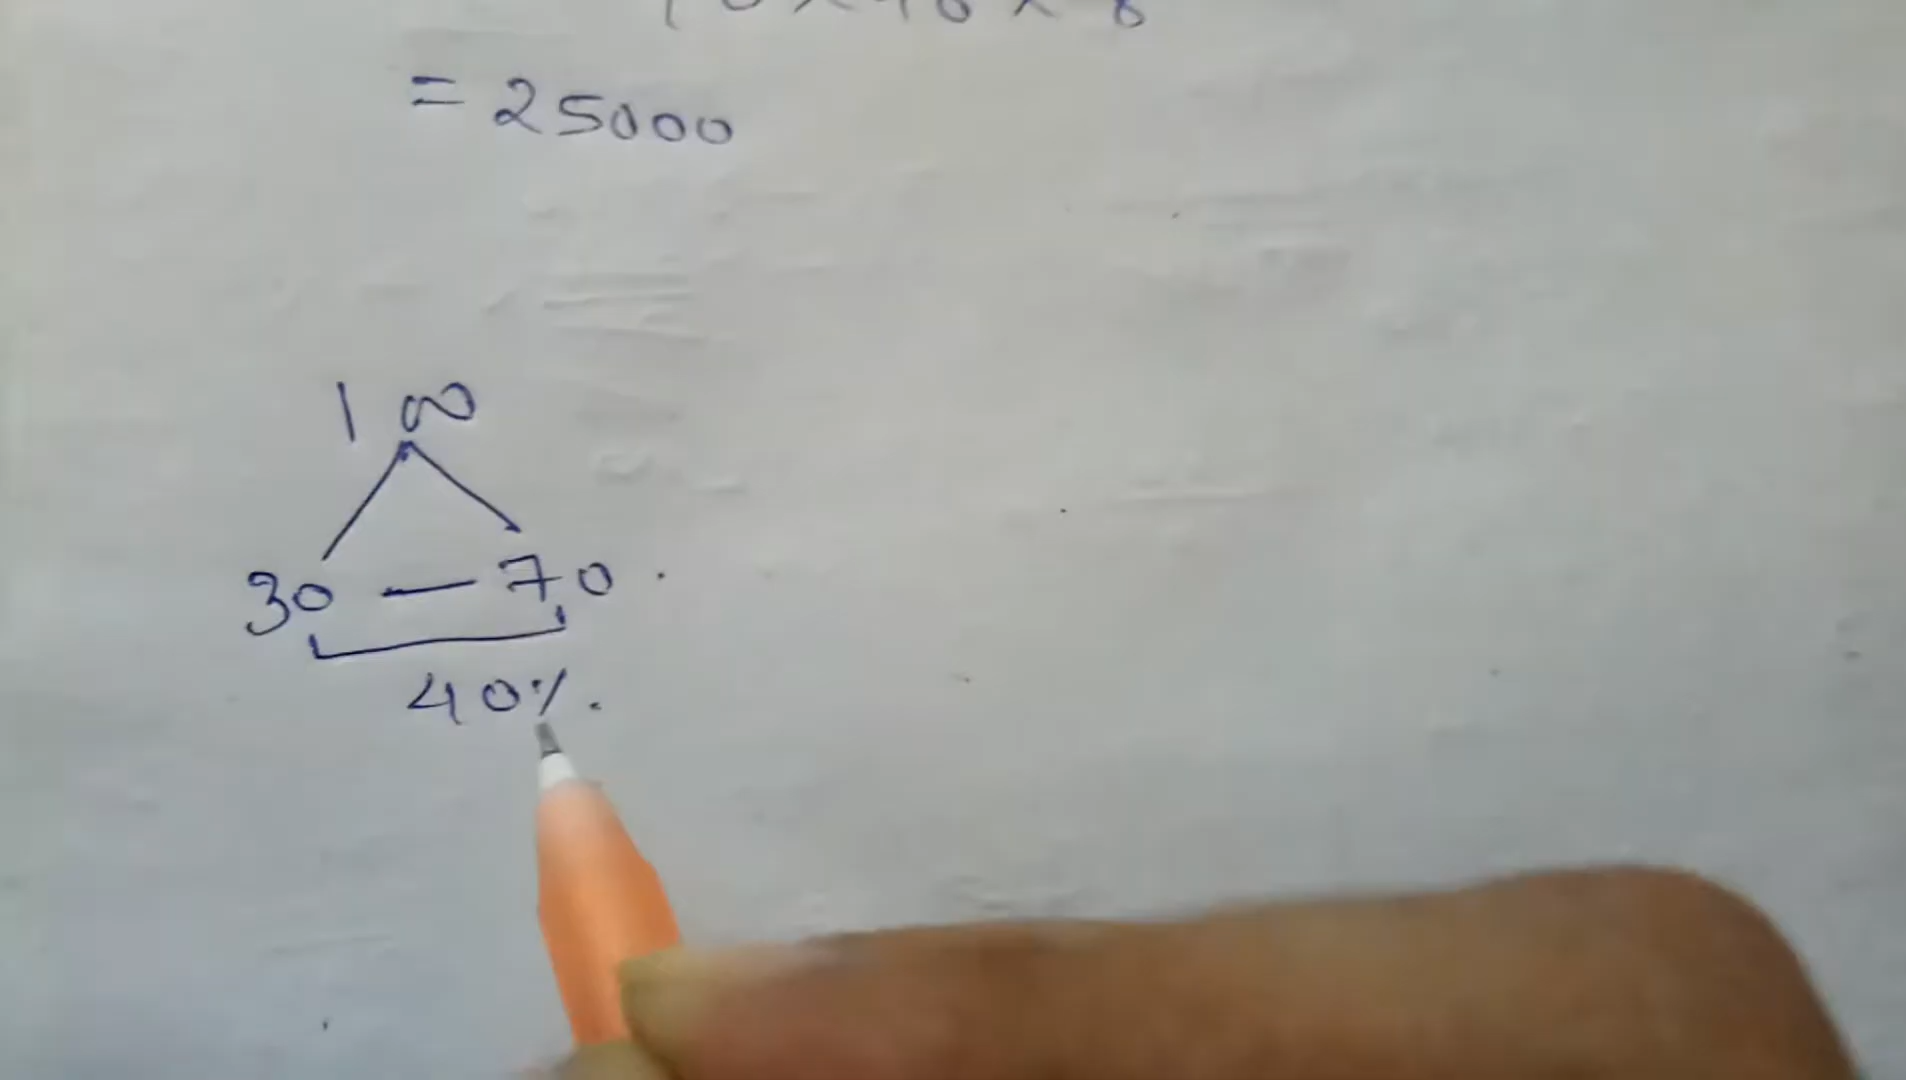 = 25000
100
30 — 70.
40%.